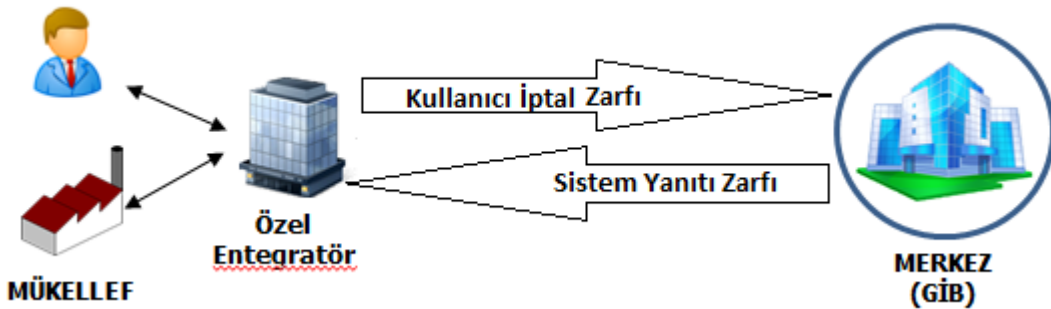 Kullanıcı İptal Zarfı
Sistem Yanıtı Zarfı
Özel
Entegratör
MÜKELLEF
MERKEZ
(GİB)